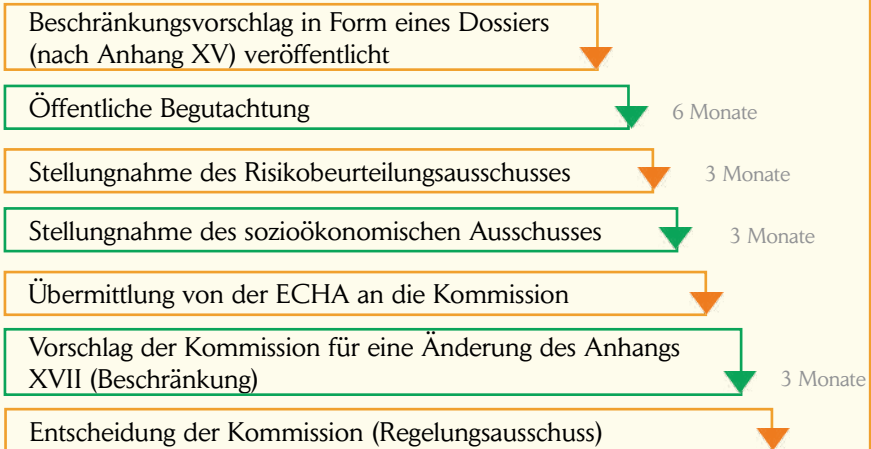 Beschränkungsvorschlag in Form eines Dossiers
(nach Anhang XV) veröffentlicht
Öffentliche Begutachtung
6 Monate
Stellungnahme des Risikobeurteilungsausschusses
3 Monate
Stellungnahme des sozioökonomischen Ausschusses
3 Monate
Übermittlung von der ECHA an die Kommission
Vorschlag der Kommission für eine Änderung des Anhangs
XVII (Beschränkung)
3 Monate
Entscheidung der Kommission (Regelungsausschuss)